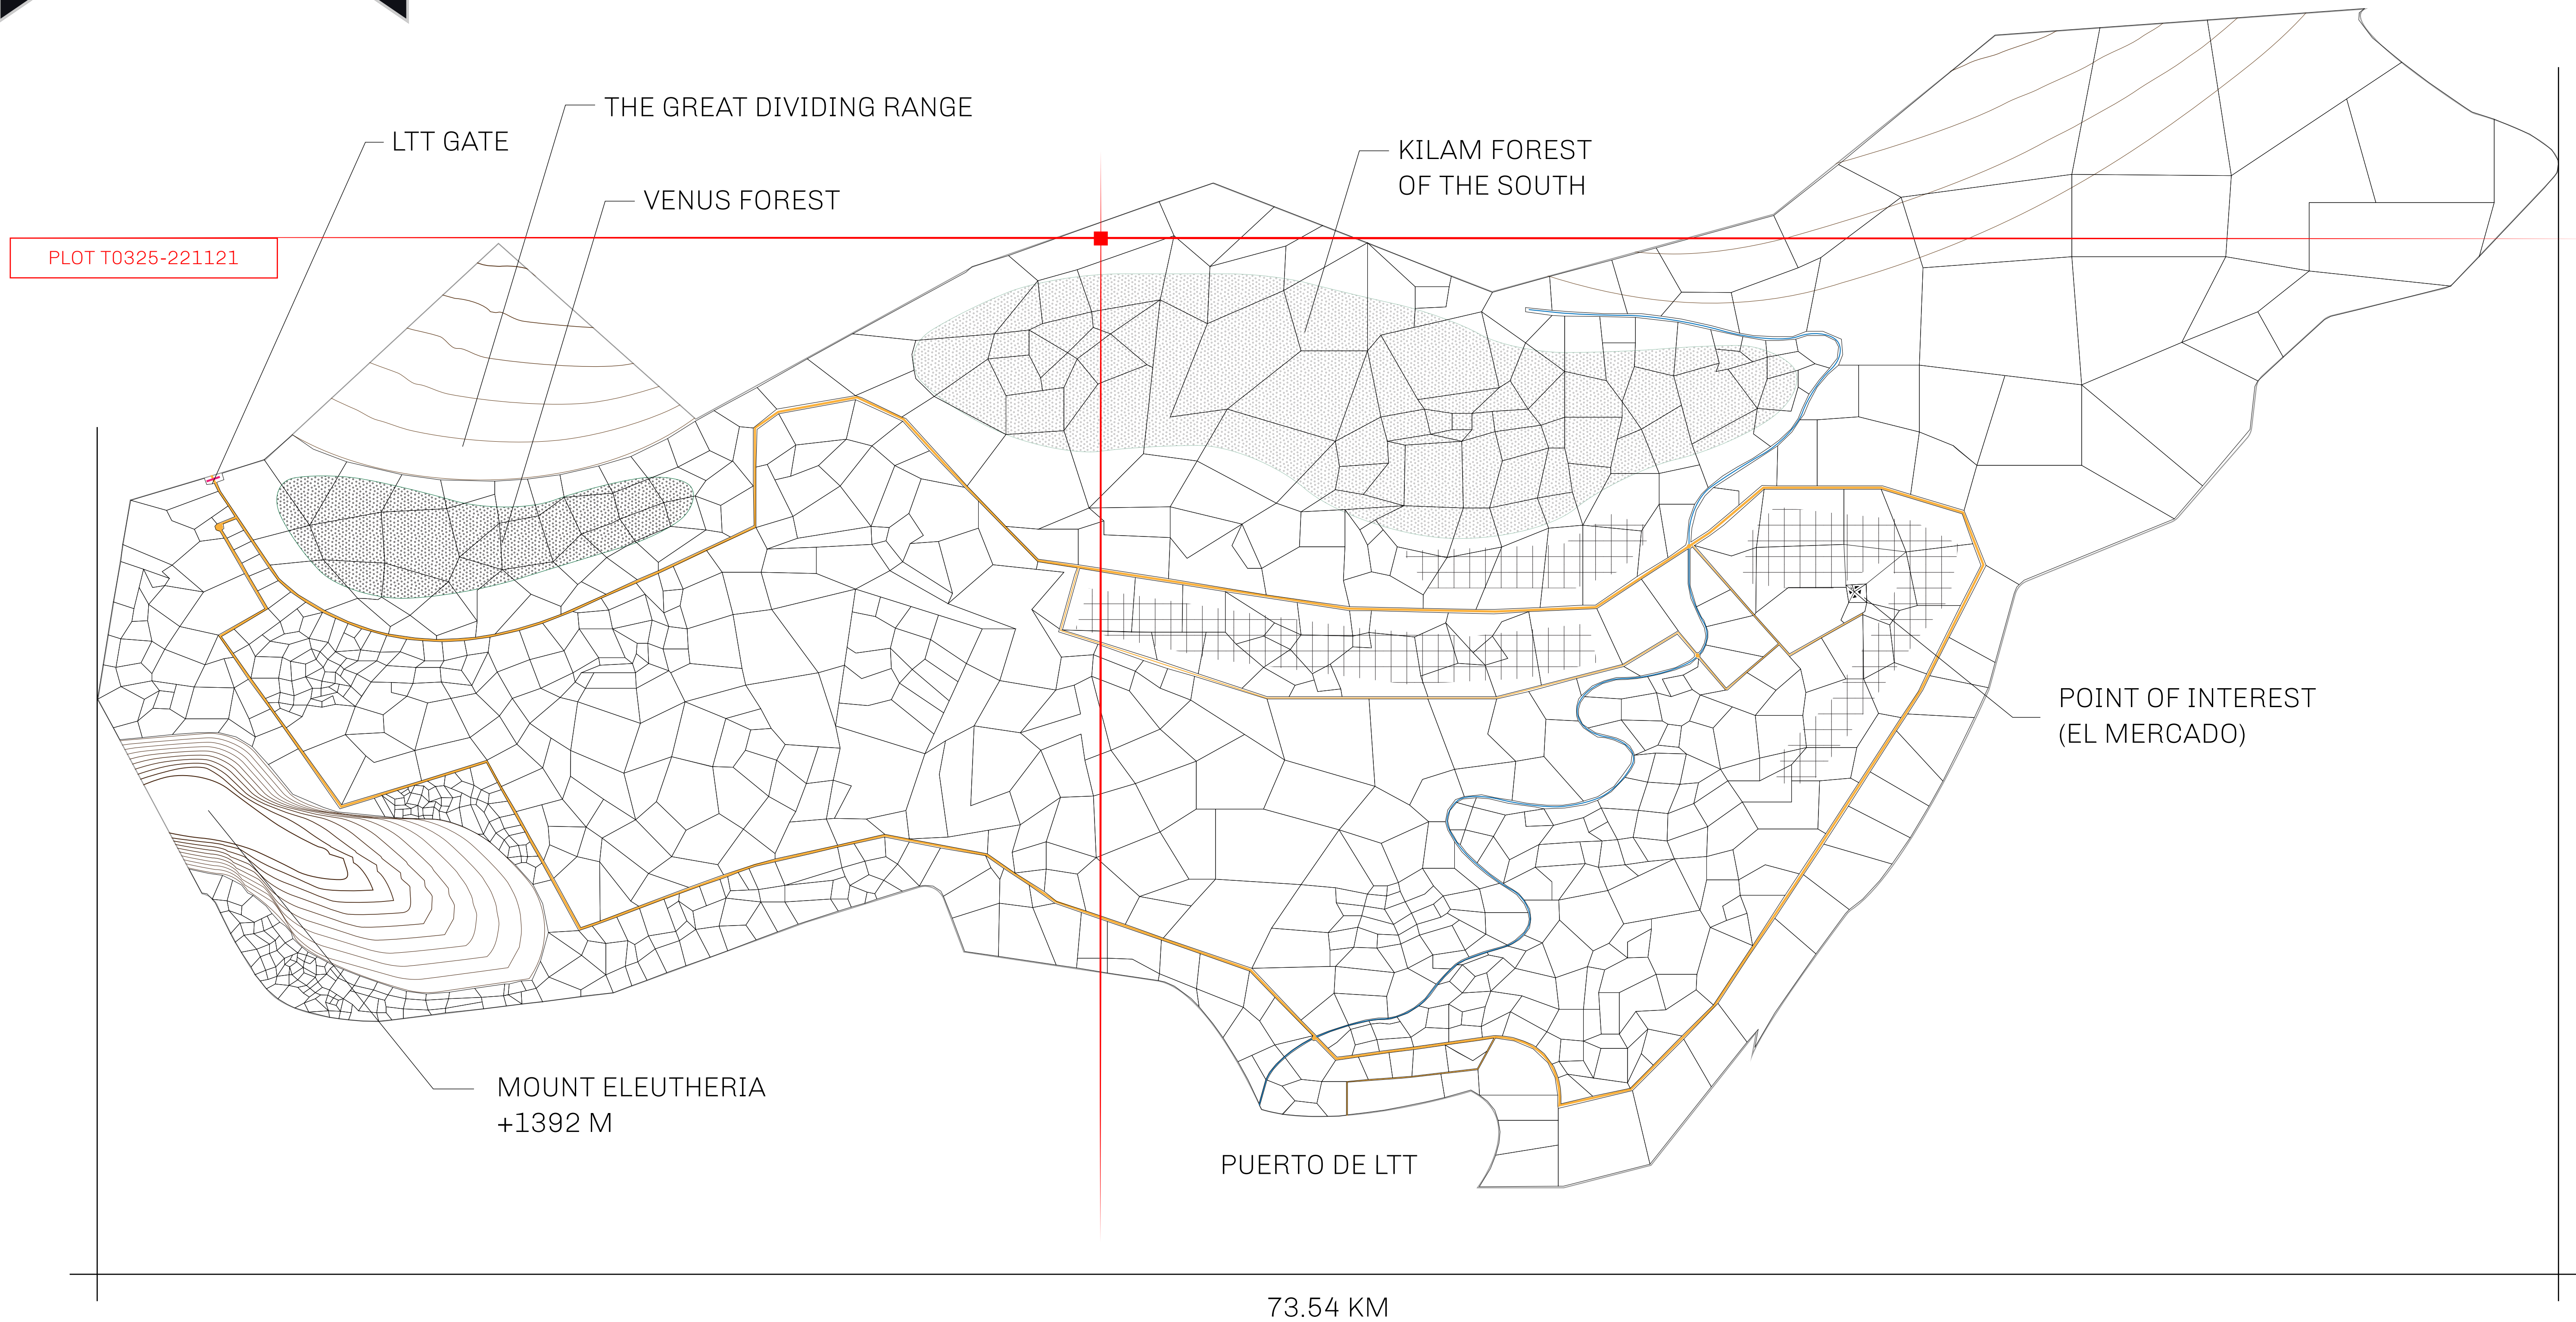 THE GREAT DIVIDING RANGE
LTT GATE
KILAM FOREST
OF THE SOUTH
VENUS FOREST
PLOT T0325-221121
POINT OF INTEREST
(EL MERCADO)
MOUNT ELEUTHERIA
+1392 M
PUERTO DE LTT
73.54 KM